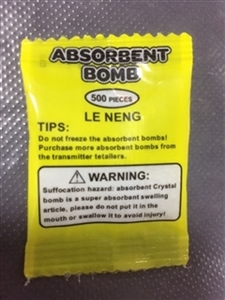 ABSORBENT
BOMB
500 PIECES
LE NENG
TIPS:
Do not freeze the absorbent bombs!
Purchase more absorbent bombs from
the transmitter tetailers.
WARNING:
Suffocation hazard: absorbent Crystal
bomb is a super absorbent swelling
article, please do not put it in the
mouth or swallow it to avoid injury!